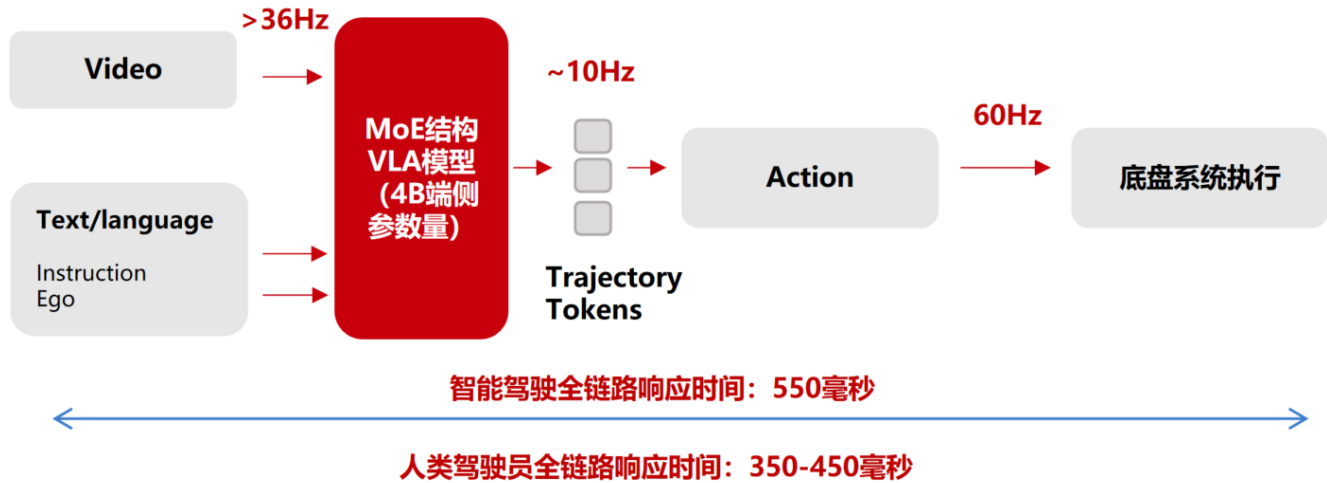 Video
>36Hz
Text/language
Instruction
Ego
MoE结构
VLA模型
（4B端侧
参数量）
~10Hz
Trajectory
Tokens
Action
60Hz
底盘系统执行
智能驾驶全链路响应时间：550毫秒
人类驾驶员全链路响应时间：350-450毫秒